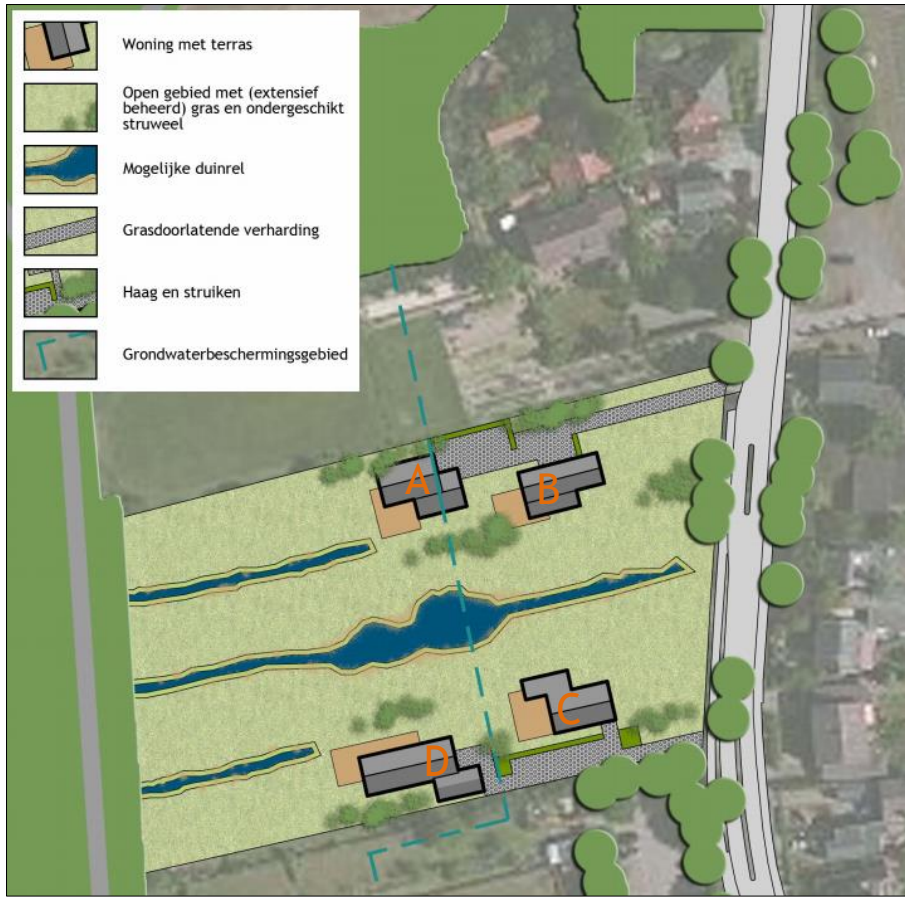 Woning met terras
Open gebied met (extensief
beheerd) gras en ondergeschikt
struweel
Mogelijke duinrel
Grasdoorlatende verharding
Haag en struiken
Grondwaterbeschermingsgebied
A
B
C
D